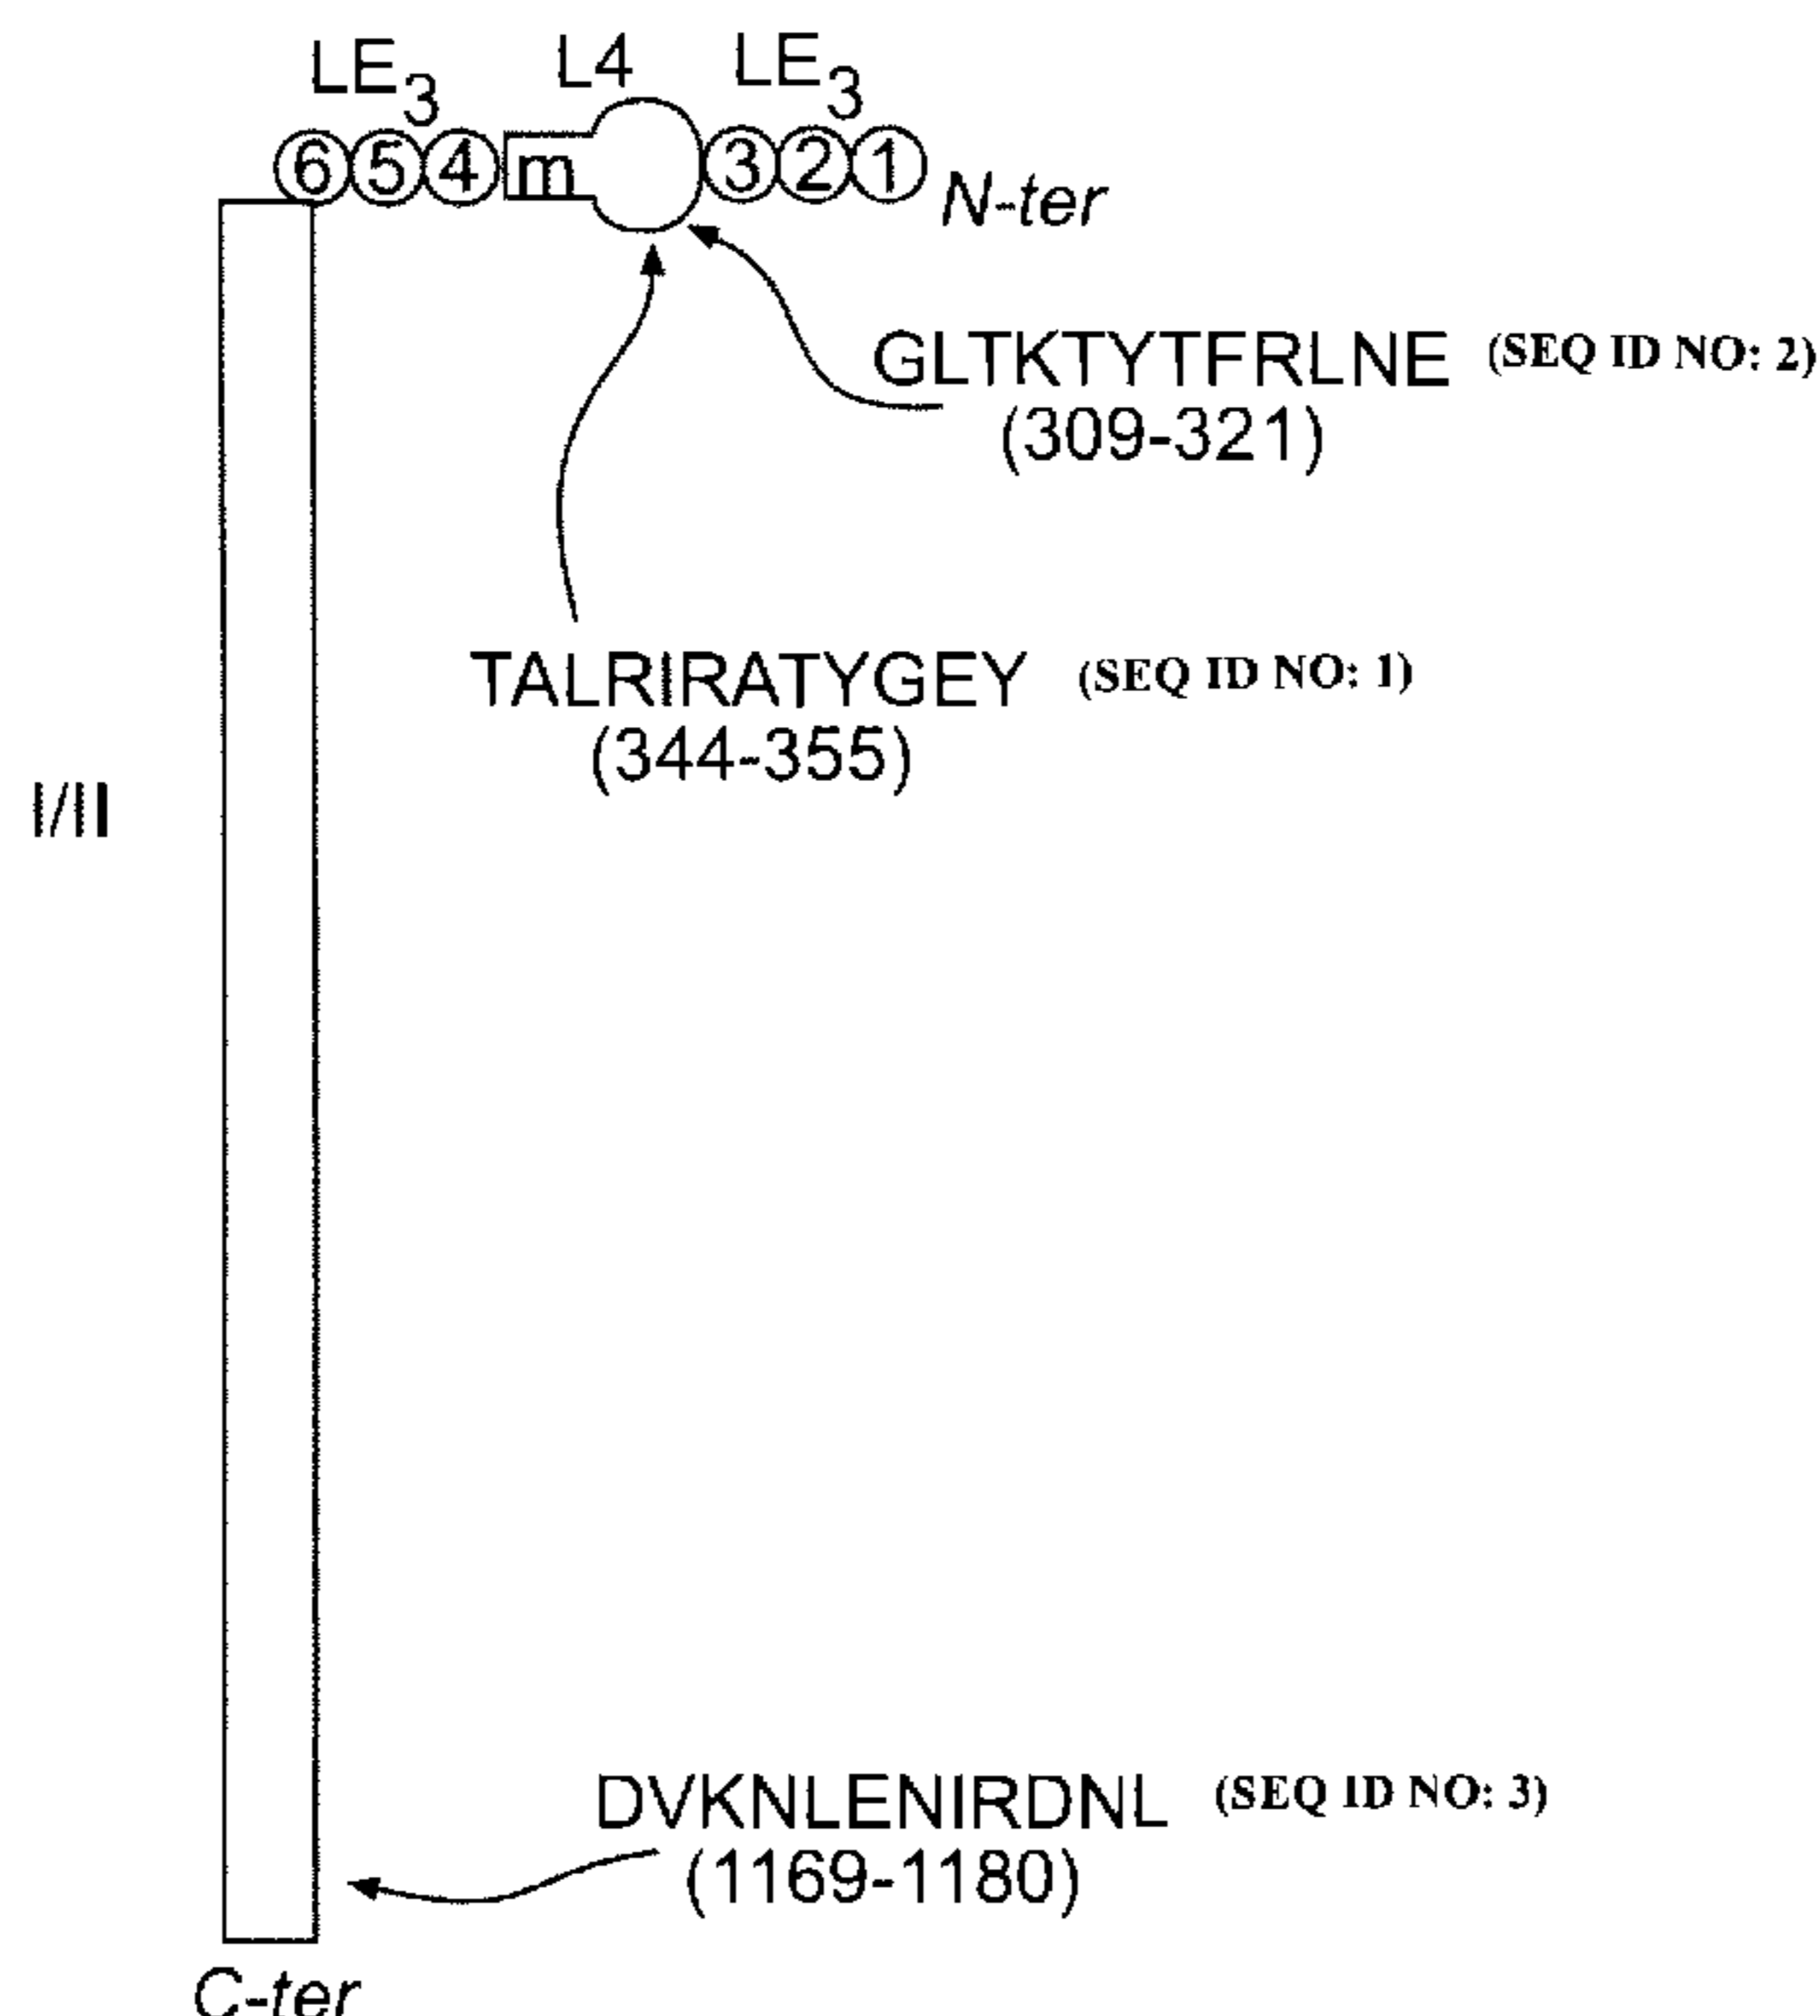 LE3 L4 LE3
6 5 4 m 3 2 1 N-ter
GLTKTYTFRLNE (SEQ ID NO: 2)
(309-321)
TALRIRATYGEY (SEQ ID NO: 1)
(344-355)
I/II
DVKNLENIRDNL (SEQ ID NO: 3)
(1169-1180)
C-ter